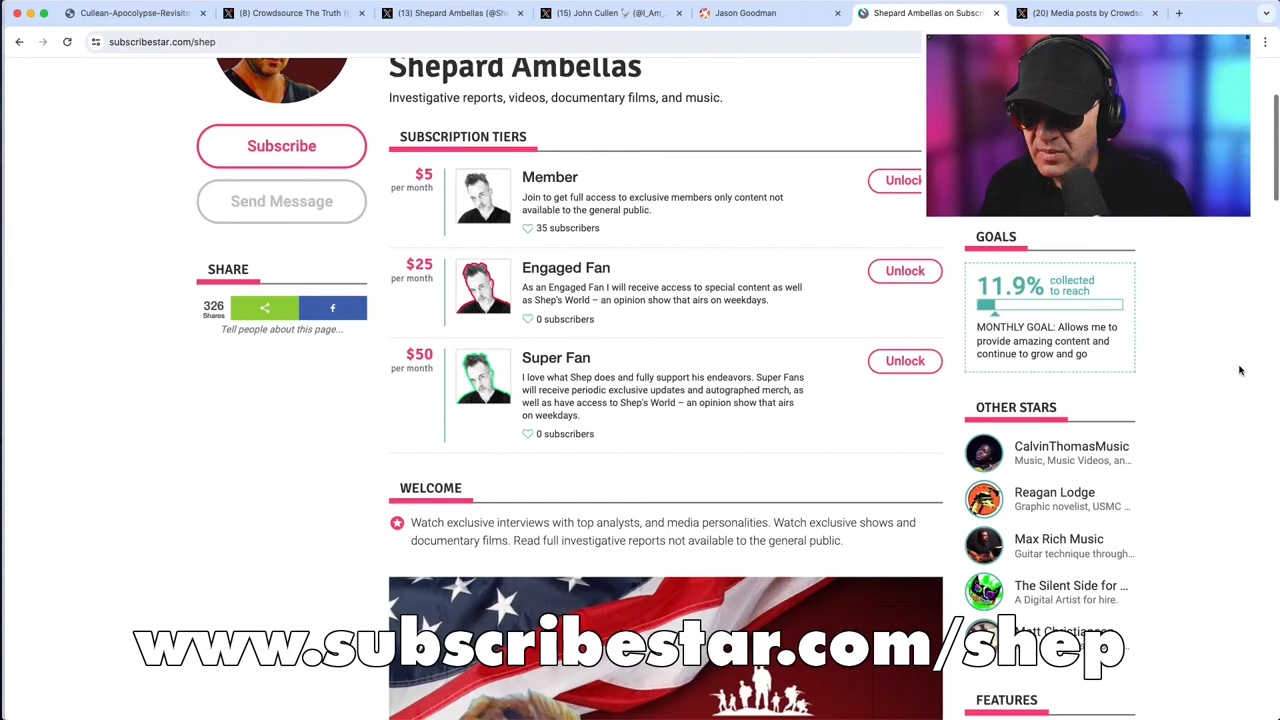 Cullean-Apocolypse-Revisite
(8) Crowdsource The Truth (
(13) Shepard Ambellas (@She
(15) John Cullen
(@I_Am_
Jason Goodman
Shepard Ambellas on Subscri
(20) Media posts by Crowdso
subscribestar.com/shep
Shepard Ambellas
Investigative reports, videos, documentary films, and music.
Subscribe
Send Message
SHARE
326
Shares
Tell people about this page...
SUBSCRIPTION TIERS
$5
per month
Member
Join to get full access to exclusive members only content not
available to the general public.
35 subscribers
Unlock
$25
per month
Engaged Fan
As an Engaged Fan I will receive access to special content as well
as Shep's World – an opinion show that airs on weekdays.
0 subscribers
Unlock
$50
per month
Super Fan
I love what Shep does and fully support his endeavors. Super Fans
will receive periodic exclusive updates and autographed merch, as
well as have access to Shep's World – an opinion show that airs
on weekdays.
0 subscribers
Unlock
WELCOME
Watch exclusive interviews with top analysts, and media personalities. Watch exclusive shows and
documentary films. Read full investigative reports not available to the general public.
GOALS
11.9% collected
to reach
MONTHLY GOAL: Allows me to
provide amazing content and
continue to grow and go
OTHER STARS
CalvinThomasMusic
Music, Music Videos, an...
Reagan Lodge
Graphic novelist, USMC ...
Max Rich Music
Guitar technique through...
The Silent Side for ...
A Digital Artist for hire.
www.subscribestar.com/shep
FEATURES